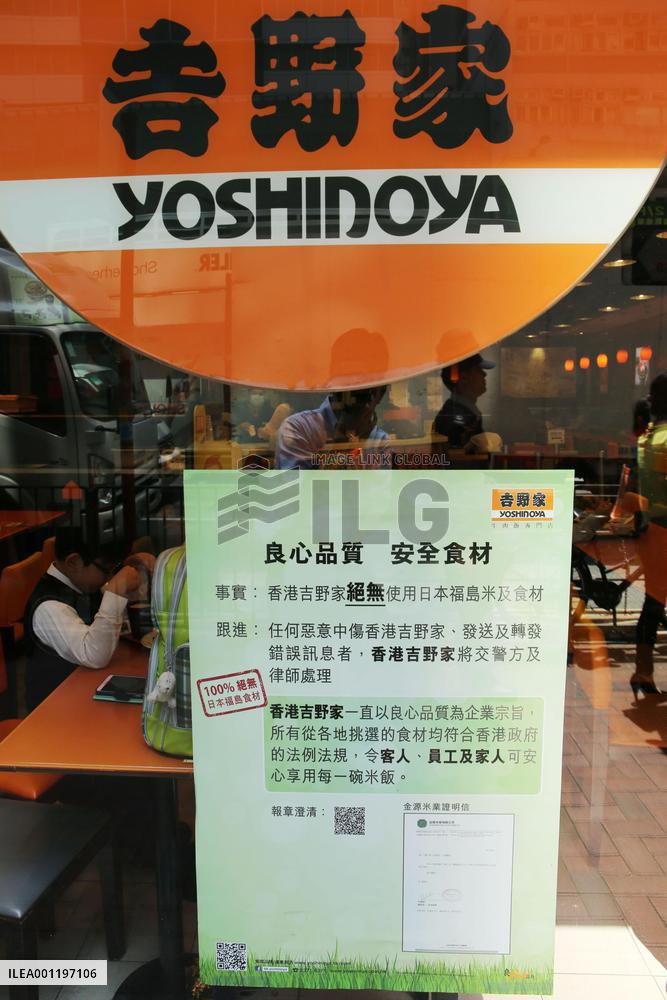 吉野家
YOSHINOYA
IMAGE LINK GLOBAL
ILG
吉野家
YOSHINOYA
良心品質 安全食材
事實：香港吉野家絕無使用日本福島米及食材
跟進：任何惡意中傷香港吉野家、發送及轉發
錯誤訊息者，香港吉野家將交警方及
律師處理
100% 絕無
日本福島食材
香港吉野家一直以良心品質為企業宗旨，
所有從各地挑選的食材均符合香港政府
的法例法規，令客人、員工及家人可安
心享用每一碗米飯。
報章澄清：
金源米業證明信
ILEA001197106